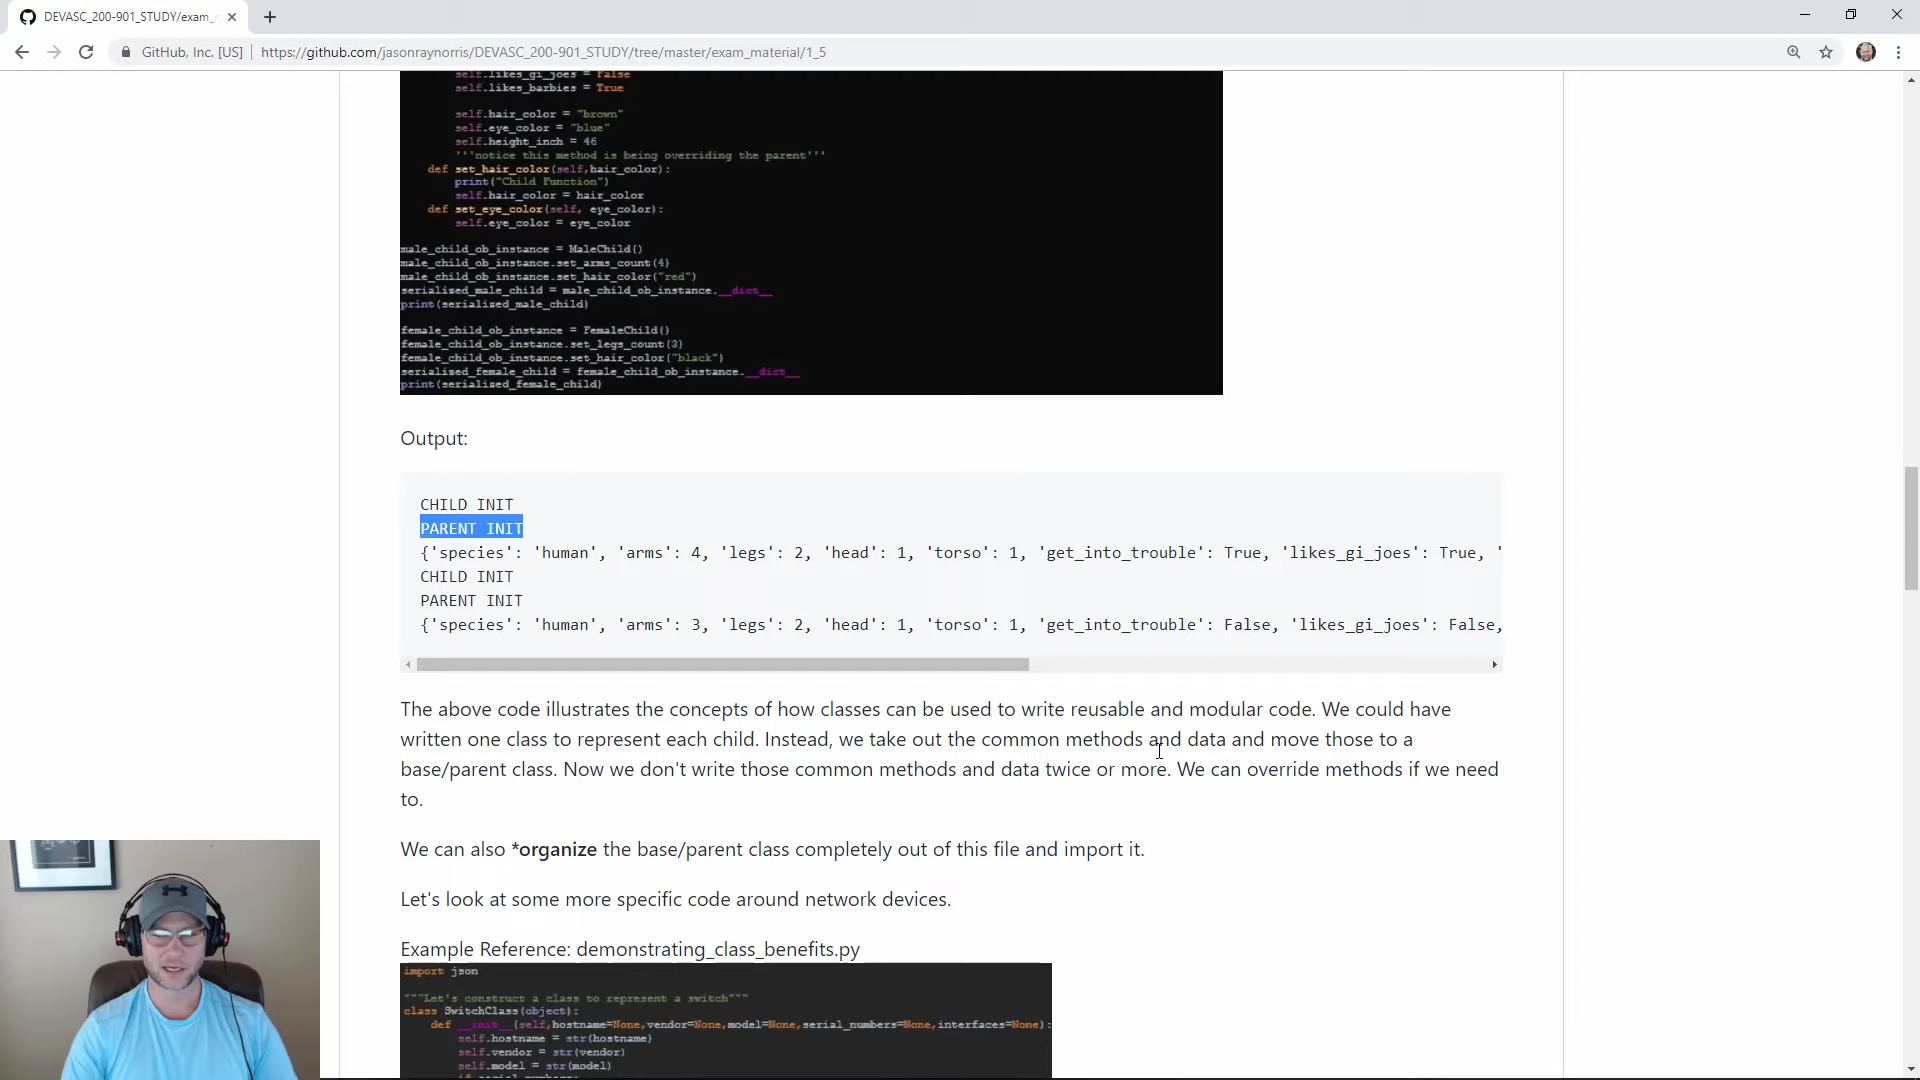 DEVASC_200-901_STUDY/exam_
GitHub, Inc. [US]
https://github.com/jasonraynorris/DEVASC_200-901_STUDY/tree/master/exam_material/1_5
self.likes_gi_joes = False
self.likes_barbies = True
self.hair_color = "brown"
self.eye_color = "blue"
self.height_inch = 46
'''notice this method is being overriding the parent'''
def set_hair_color(self,hair_color):
print("Child Function")
self.hair_color = hair_color
def set_eye_color(self, eye_color):
self.eye_color = eye_color
male_child_ob_instance = MaleChild()
male_child_ob_instance.set_arms_count(4)
male_child_ob_instance.set_hair_color("red")
serialized_male_child = male_child_ob_instance.__dict__
print(serialized_male_child)
female_child_ob_instance = FemaleChild()
female_child_ob_instance.set_legs_count(3)
female_child_ob_instance.set_hair_color("black")
serialized_female_child = female_child_ob_instance.__dict__
print(serialized_female_child)
Output:
CHILD INIT
PARENT INIT
{'species': 'human', 'arms': 4, 'legs': 2, 'head': 1, 'torso': 1, 'get_into_trouble': True, 'likes_gi_joes': True, '
CHILD INIT
PARENT INIT
{'species': 'human', 'arms': 3, 'legs': 2, 'head': 1, 'torso': 1, 'get_into_trouble': False, 'likes_gi_joes': False,
The above code illustrates the concepts of how classes can be used to write reusable and modular code. We could have
written one class to represent each child. Instead, we take out the common methods and data and move those to a
base/parent class. Now we don't write those common methods and data twice or more. We can override methods if we need
to.
We can also *organize the base/parent class completely out of this file and import it.
Let's look at some more specific code around network devices.
Example Reference: demonstrating_class_benefits.py
import json
"""Let's construct a class to represent a switch"""
class SwitchClass(object):
def __init__(self,hostname=None,vendor=None,model=None,serial_numbers=None,interfaces=None):
self.hostname = str(hostname)
self.vendor = str(vendor)
self.model = str(model)
if serial_numbers: